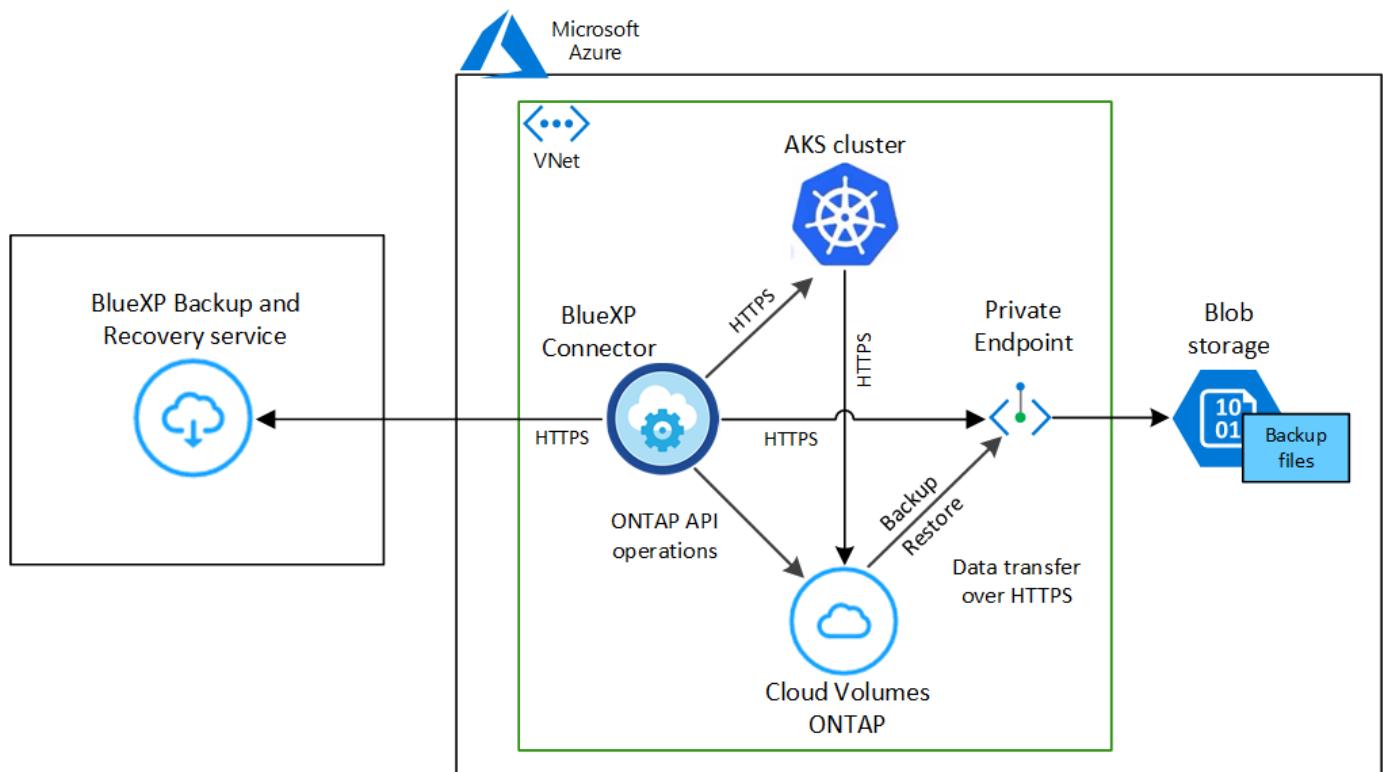 Microsoft
Azure
VNet
AKS cluster
BlueXP Backup and
Recovery service
BlueXP
Connector
HTTPS
HTTPS
Private
Endpoint
Blob
storage
10
01
Backup
files
HTTPS
HTTPS
ONTAP API
operations
Backup
Restore
Data transfer
over HTTPS
Cloud Volumes
ONTAP